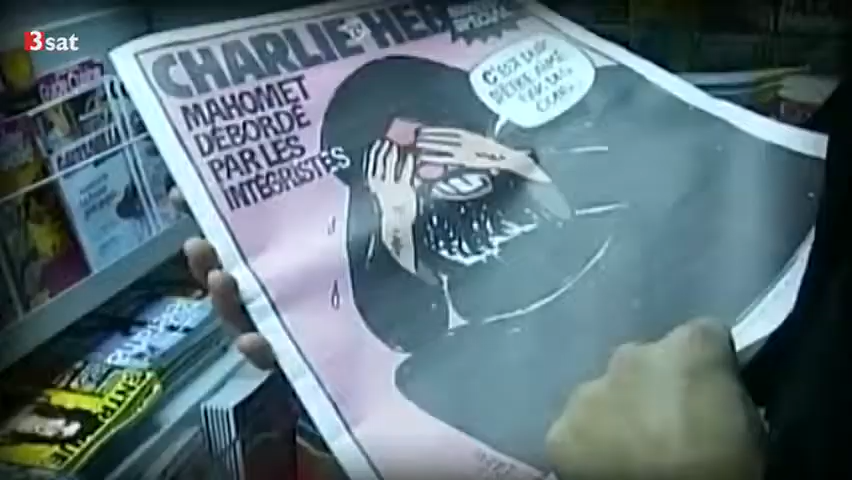 3sat
CHARLIE HEB
MAHOMET
DÉBORDÉ
PAR LES
INTÉGRISTES
C'EST DUR
D'ÊTRE AIMÉ
PAR DES
CONS...